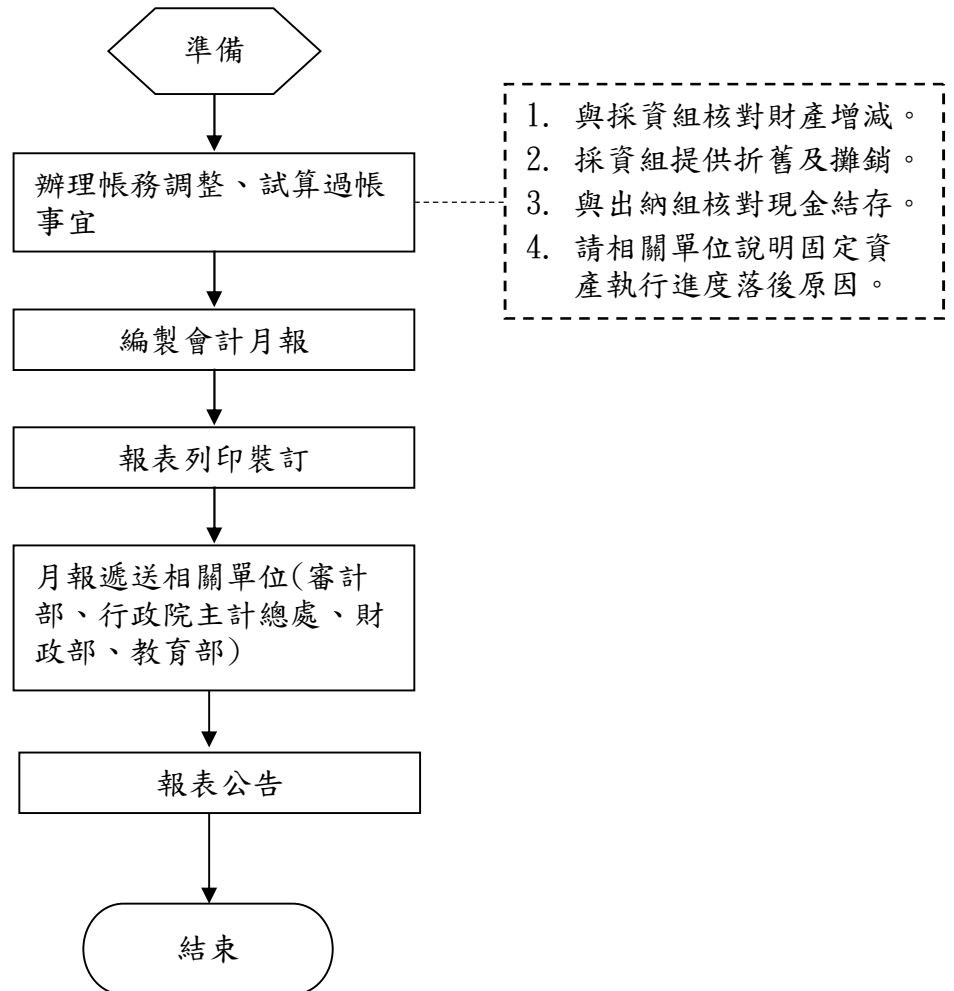 準備
辦理帳務調整、試算過帳
事宜
1. 與採資組核對財產增減。
2. 採資組提供折舊及攤銷。
3. 與出納組核對現金結存。
4. 請相關單位說明固定資
產執行進度落後原因。
編製會計月報
報表列印裝訂
月報遞送相關單位(審計
部、行政院主計總處、財
政部、教育部)
報表公告
結束